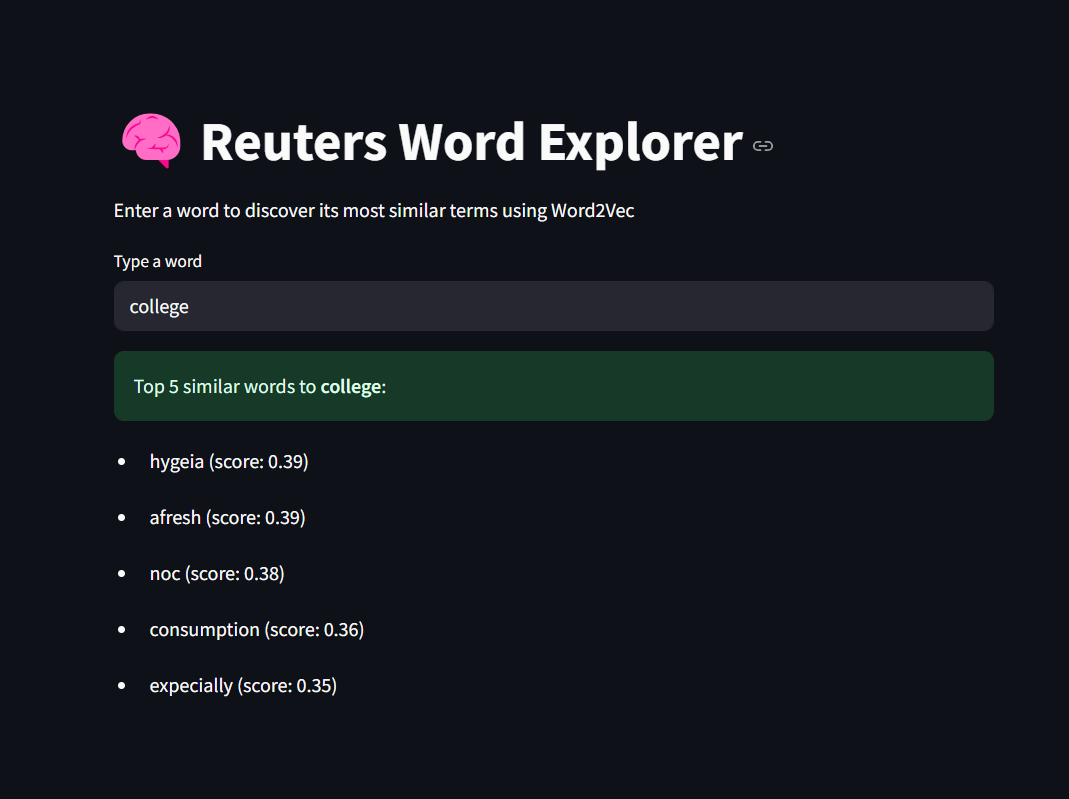 Reuters Word Explorer
Enter a word to discover its most similar terms using Word2Vec
Type a word
college
Top 5 similar words to college:
hygeia (score: 0.39)
afresh (score: 0.39)
noc (score: 0.38)
consumption (score: 0.36)
expecially (score: 0.35)